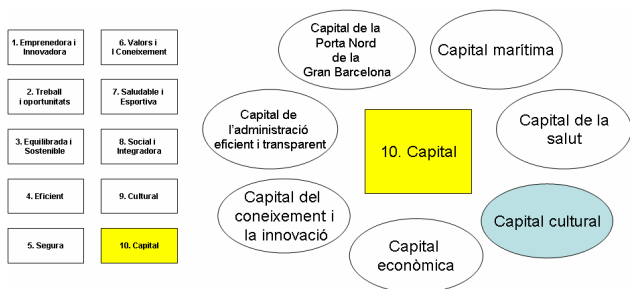 1. Emprenedora i
Innovadora
2. Treball
i oportunitats
3. Equilibrada i
Sostenible
4. Eficient
5. Segura
6. Valors i
l Coneixement
7. Saludable i
Esportiva
8. Social i
Integradora
9. Cultural
10. Capital
Capital de la
Porta Nord
de la
Gran Barcelona
Capital marítima
Capital de
l'administració
eficient i transparent
10. Capital
Capital de la
salut
Capital del
coneixement i
la innovació
Capital
econòmica
Capital cultural